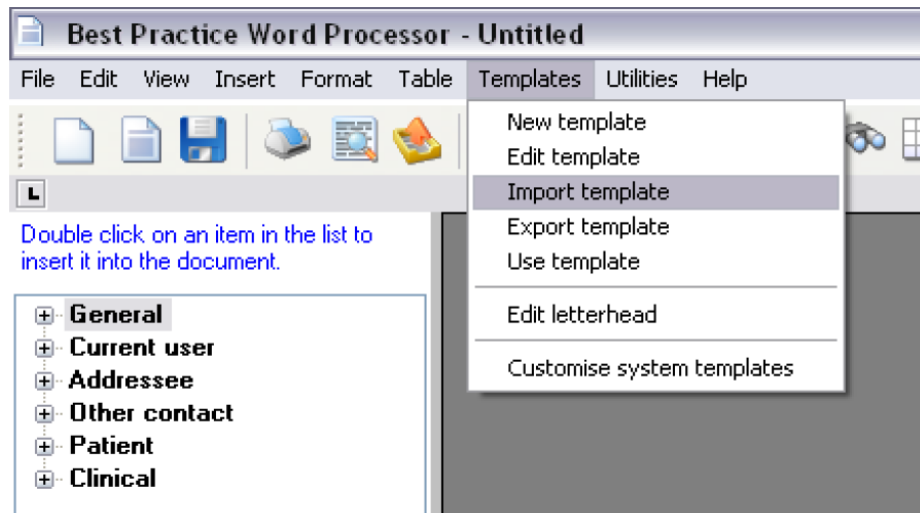 Best Practice Word Processor - Untitled
File Edit View Insert Format Table Templates Utilities Help
New template
Edit template
Import template
Export template
Use template
Edit letterhead
Customise system templates
L
Double click on an item in the list to
insert it into the document.
General
Current user
Addressee
Other contact
Patient
Clinical